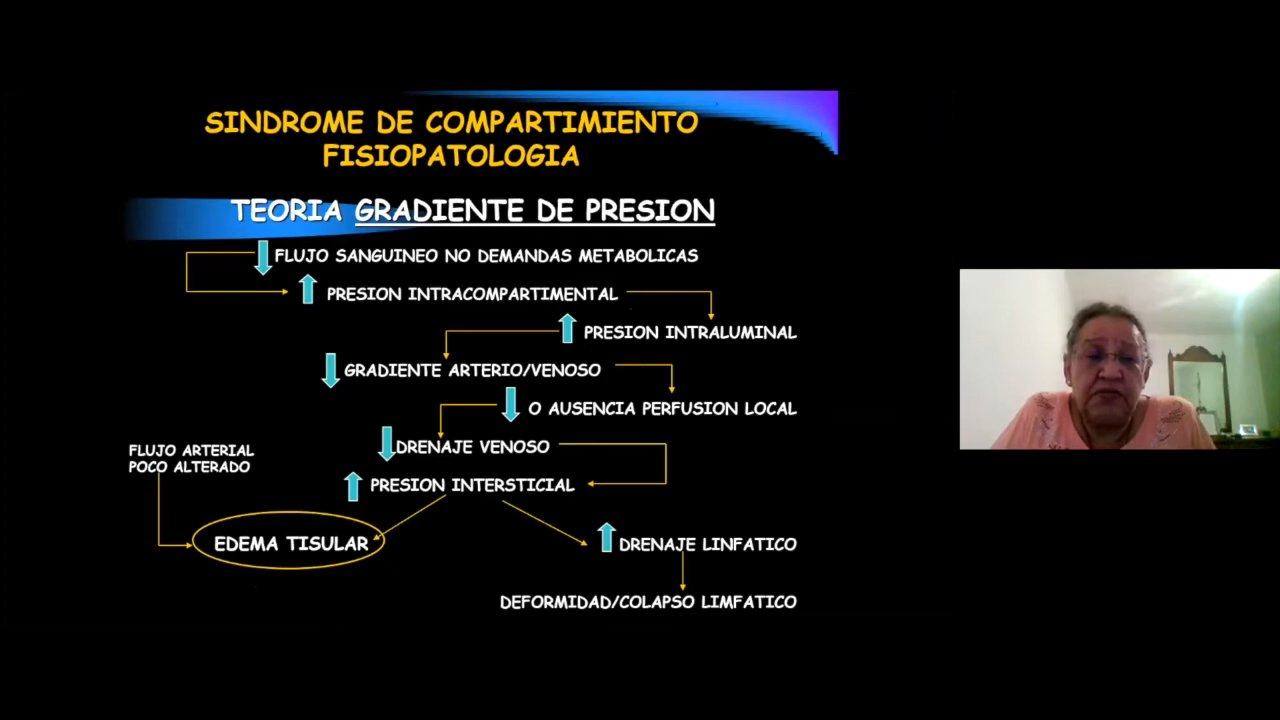 SINDROME DE COMPARTIMIENTO
FISIOPATOLOGIA
TEORIA GRADIENTE DE PRESION
FLUJO SANGUINEO NO DEMANDAS METABOLICAS
PRESION INTRACOMPARTIMENTAL
PRESION INTRALUMINAL
GRADIENTE ARTERIO/VENOSO
O AUSENCIA PERFUSION LOCAL
DRENAJE VENOSO
FLUJO ARTERIAL
POCO ALTERADO
PRESION INTERSTICIAL
EDEMA TISULAR
DRENAJE LINFATICO
DEFORMIDAD/COLAPSO LIMFATICO